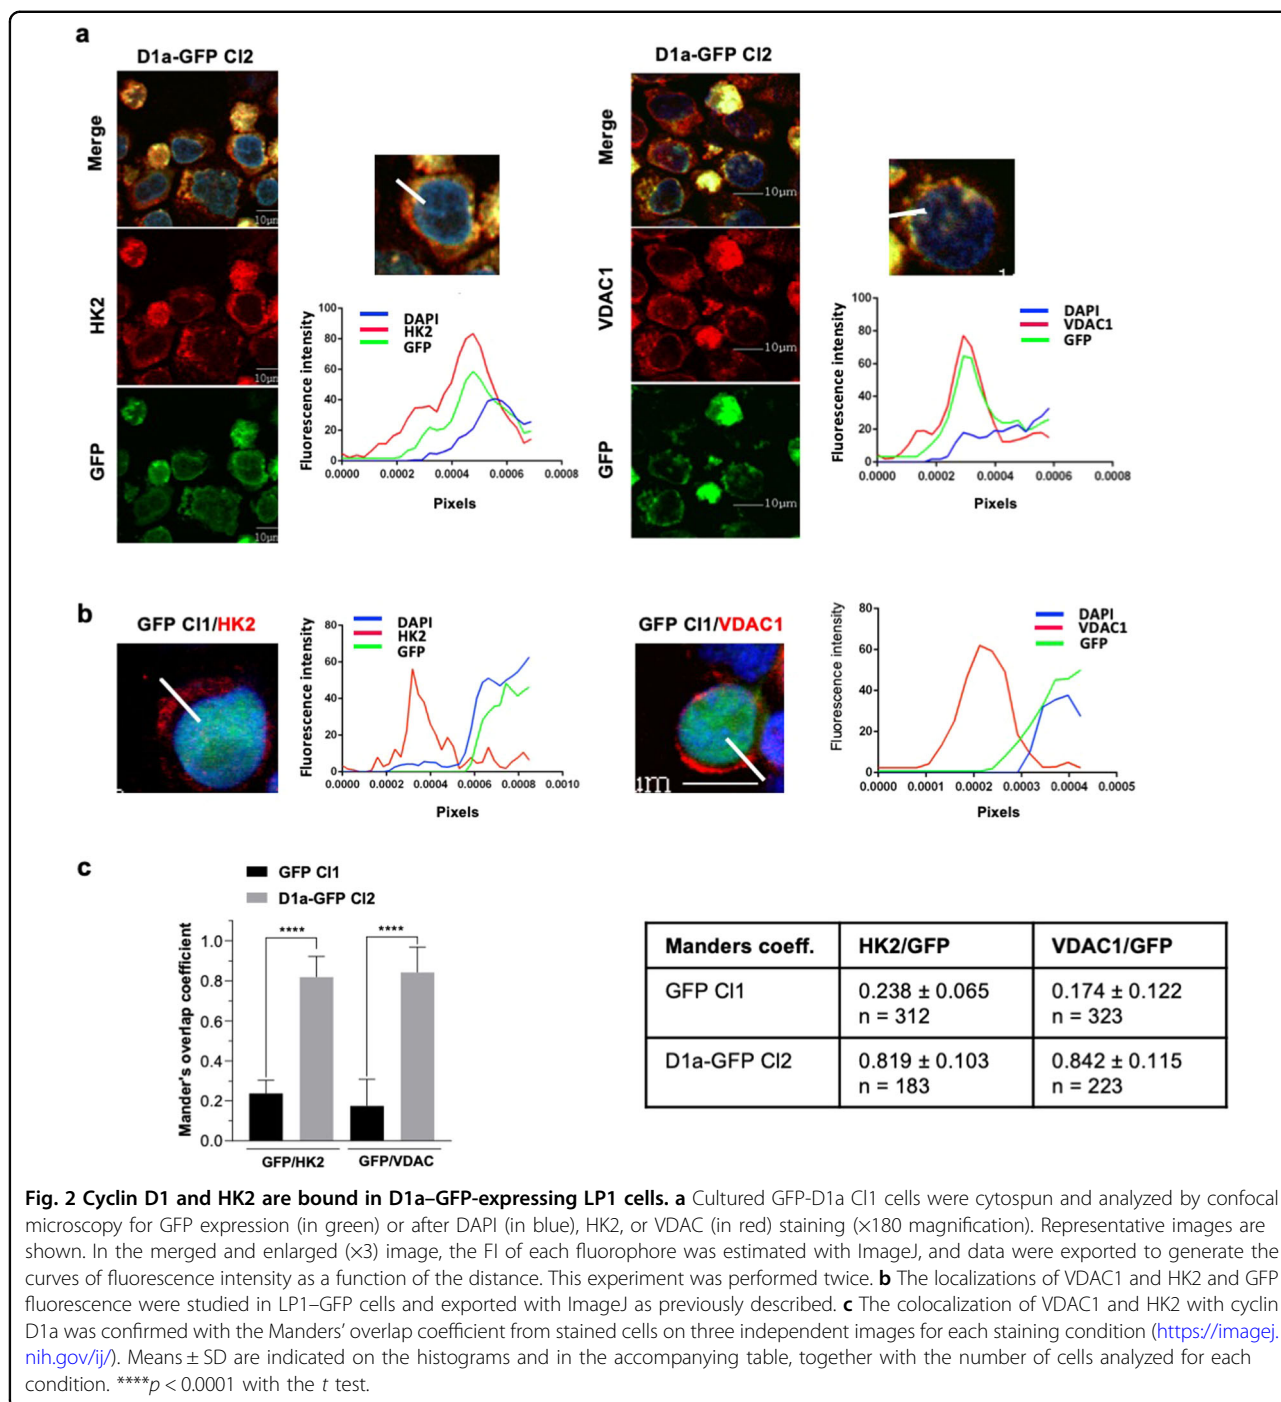 a
D1a-GFP Cl2
Merge
10µm
HK2
10µm
GFP
10µm
DAPI
HK2
GFP
Fluorescence intensity
100
80
60
40
20
0
0.0000 0.0002 0.0004 0.0006 0.0008
Pixels
D1a-GFP Cl2
Merge
10µm
VDAC1
10µm
GFP
10µm
DAPI
VDAC1
GFP
Fluorescence intensity
100
80
60
40
20
0
0.0000 0.0002 0.0004 0.0006 0.0008
Pixels
b
GFP Cl1/HK2
DAPI
HK2
GFP
Fluorescence intensity
80
60
40
20
0
0.0000 0.0002 0.0004 0.0006 0.0008 0.0010
Pixels
GFP Cl1/VDAC1
µm
DAPI
VDAC1
GFP
Fluorescence intensity
80
60
40
20
0
0.0000 0.0001 0.0002 0.0003 0.0004 0.0005
Pixels
c
GFP Cl1
D1a-GFP Cl2
Mander's overlap coefficient
1.0
0.8
0.6
0.4
0.2
0.0
**** ****
GFP/HK2 GFP/VDAC
Manders coeff. HK2/GFP VDAC1/GFP
GFP Cl1 0.238 ± 0.065 0.174 ± 0.122
n = 312 n = 323
D1a-GFP Cl2 0.819 ± 0.103 0.842 ± 0.115
n = 183 n = 223
Fig. 2 Cyclin D1 and HK2 are bound in D1a–GFP-expressing LP1 cells. a Cultured GFP-D1a Cl1 cells were cytospun and analyzed by confocal
microscopy for GFP expression (in green) or after DAPI (in blue), HK2, or VDAC (in red) staining (×180 magnification). Representative images are
shown. In the merged and enlarged (×3) image, the FI of each fluorophore was estimated with ImageJ, and data were exported to generate the
curves of fluorescence intensity as a function of the distance. This experiment was performed twice. b The localizations of VDAC1 and HK2 and GFP
fluorescence were studied in LP1–GFP cells and exported with ImageJ as previously described. c The colocalization of VDAC1 and HK2 with cyclin
D1a was confirmed with the Manders' overlap coefficient from stained cells on three independent images for each staining condition (https://imagej.
nih.gov/ij/). Means ± SD are indicated on the histograms and in the accompanying table, together with the number of cells analyzed for each
condition. ****p < 0.0001 with the t test.